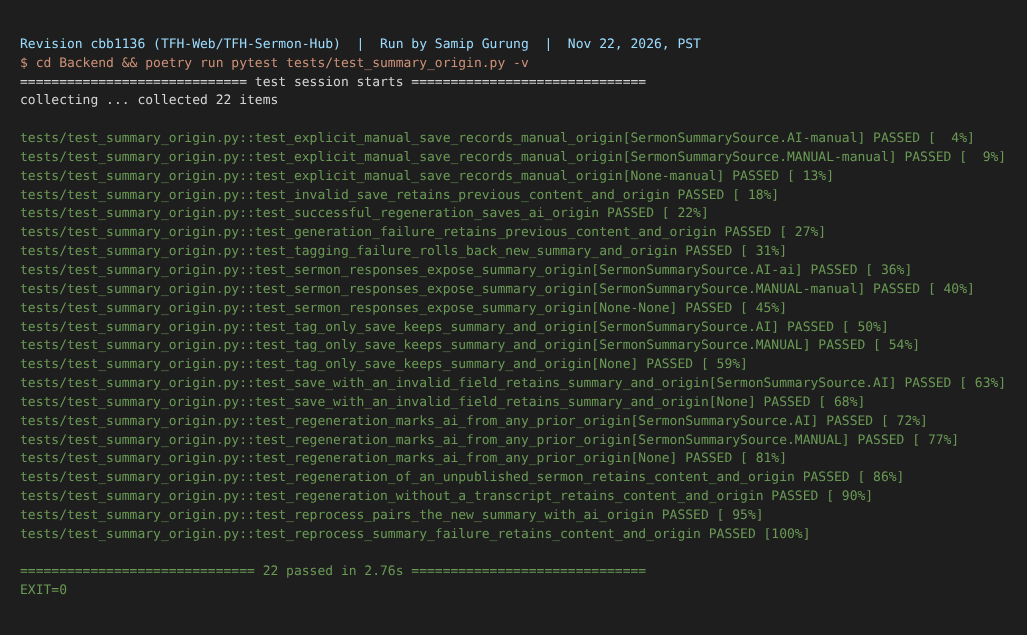 Revision cbb1136 (TFH-Web/TFH-Sermon-Hub)  |  Run by Samip Gurung  |  Nov 22, 2026, PST
$ cd Backend && poetry run pytest tests/test_summary_origin.py -v
============================= test session starts ==============================
collecting ... collected 22 items
tests/test_summary_origin.py::test_explicit_manual_save_records_manual_origin[SermonSummarySource.AI-manual] PASSED [  4%]
tests/test_summary_origin.py::test_explicit_manual_save_records_manual_origin[SermonSummarySource.MANUAL-manual] PASSED [  9%]
tests/test_summary_origin.py::test_explicit_manual_save_records_manual_origin[None-manual] PASSED [ 13%]
tests/test_summary_origin.py::test_invalid_save_retains_previous_content_and_origin PASSED [ 18%]
tests/test_summary_origin.py::test_successful_regeneration_saves_ai_origin PASSED [ 22%]
tests/test_summary_origin.py::test_generation_failure_retains_previous_content_and_origin PASSED [ 27%]
tests/test_summary_origin.py::test_tagging_failure_rolls_back_new_summary_and_origin PASSED [ 31%]
tests/test_summary_origin.py::test_sermon_responses_expose_summary_origin[SermonSummarySource.AI-ai] PASSED [ 36%]
tests/test_summary_origin.py::test_sermon_responses_expose_summary_origin[SermonSummarySource.MANUAL-manual] PASSED [ 40%]
tests/test_summary_origin.py::test_sermon_responses_expose_summary_origin[None-None] PASSED [ 45%]
tests/test_summary_origin.py::test_tag_only_save_keeps_summary_and_origin[SermonSummarySource.AI] PASSED [ 50%]
tests/test_summary_origin.py::test_tag_only_save_keeps_summary_and_origin[SermonSummarySource.MANUAL] PASSED [ 54%]
tests/test_summary_origin.py::test_tag_only_save_keeps_summary_and_origin[None] PASSED [ 59%]
tests/test_summary_origin.py::test_save_with_an_invalid_field_retains_summary_and_origin[SermonSummarySource.AI] PASSED [ 63%]
tests/test_summary_origin.py::test_save_with_an_invalid_field_retains_summary_and_origin[None] PASSED [ 68%]
tests/test_summary_origin.py::test_regeneration_marks_ai_from_any_prior_origin[SermonSummarySource.AI] PASSED [ 72%]
tests/test_summary_origin.py::test_regeneration_marks_ai_from_any_prior_origin[SermonSummarySource.MANUAL] PASSED [ 77%]
tests/test_summary_origin.py::test_regeneration_marks_ai_from_any_prior_origin[None] PASSED [ 81%]
tests/test_summary_origin.py::test_regeneration_of_an_unpublished_sermon_retains_content_and_origin PASSED [ 86%]
tests/test_summary_origin.py::test_regeneration_without_a_transcript_retains_content_and_origin PASSED [ 90%]
tests/test_summary_origin.py::test_reprocess_pairs_the_new_summary_with_ai_origin PASSED [ 95%]
tests/test_summary_origin.py::test_reprocess_summary_failure_retains_content_and_origin PASSED [100%]
============================== 22 passed in 2.76s ==============================
EXIT=0